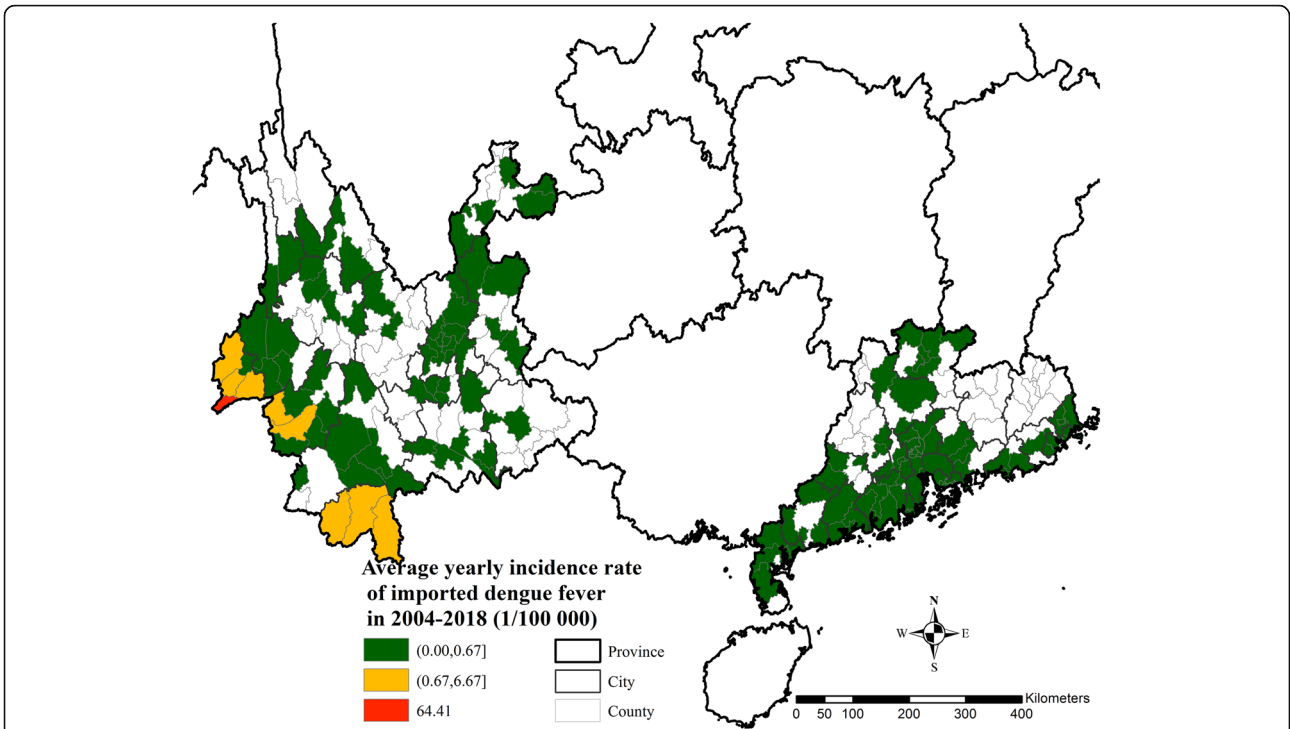 N
W E
S
Average yearly incidence rate
of imported dengue fever
in 2004-2018 (1/100 000)
(0.00,0.67] Province
(0.67,6.67] City
64.41 County
Kilometers
0 50 100 200 300 400